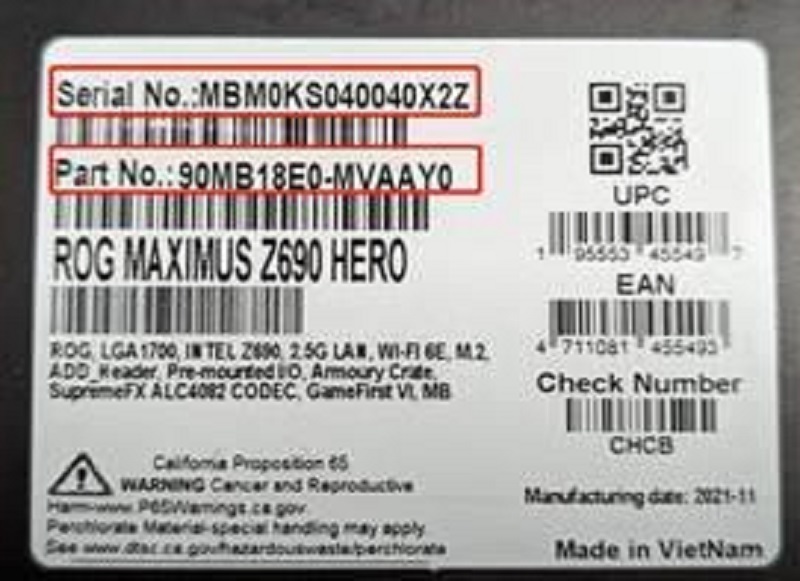 Serial No.:MBM0KS040040X2Z
Part No.:90MB18E0-MVAAY0
ROG MAXIMUS Z690 HERO
ROG, LGA1700, INTEL Z690, 2.5G LAN, WI-FI 6E, M.2,
ADD_Header, Pre-mounted I/O, Armoury Crate,
SupremeFX ALC4082 CODEC, GameFirst VI, MB
California Proposition 65
WARNING Cancer and Reproductive
Harm-www.P65Warnings.ca.gov
Perchlorate Material-special handling may apply
See www.dtsc.ca.gov/hazardouswaste/perchlorate
UPC
1 95553 45549 7
EAN
4 711081 455493
Check Number
CHCB
Manufacturing date: 2021-11
Made in VietNam